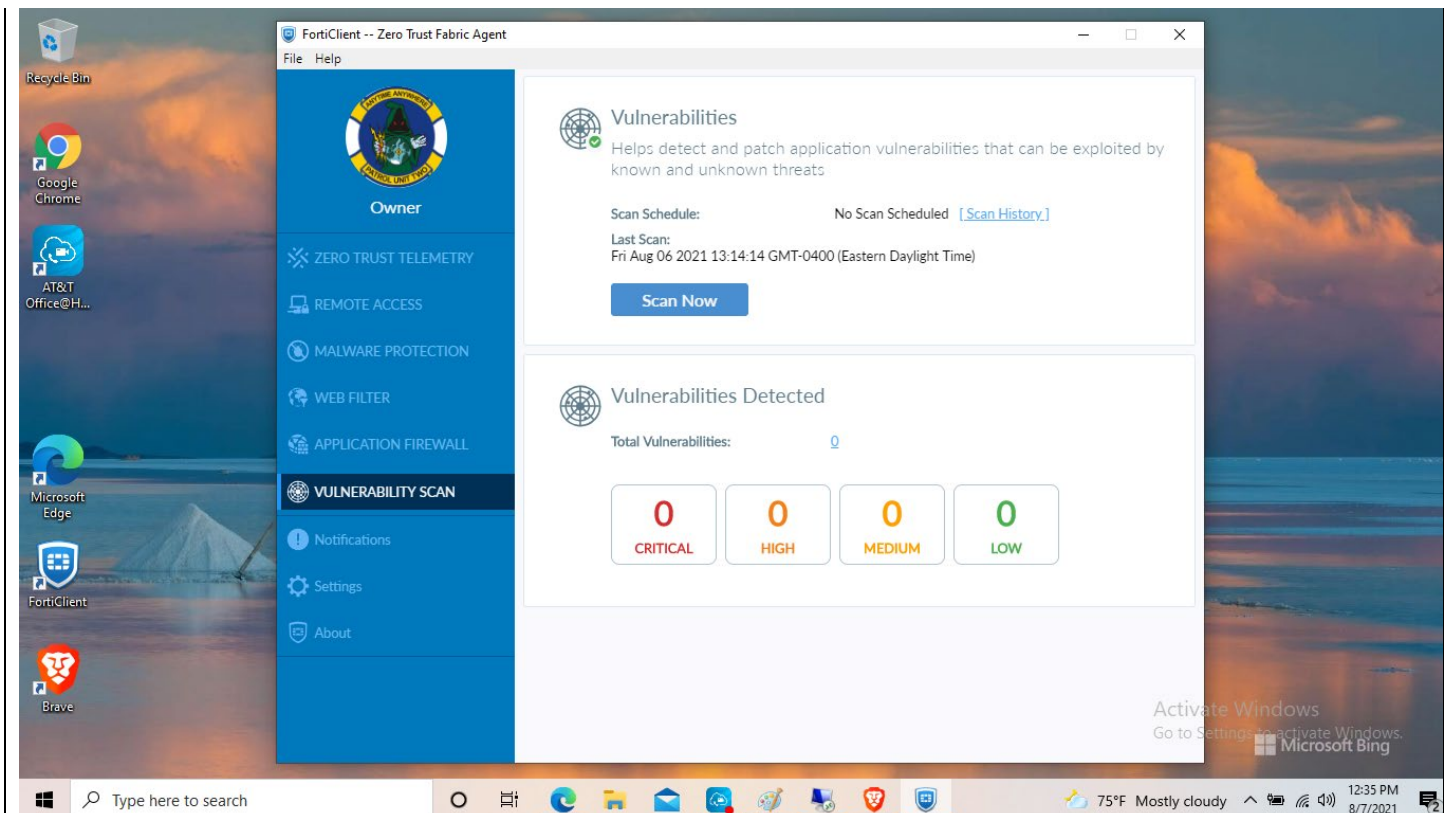 Recycle Bin
Google
Chrome
AT&T
Office@H...
Microsoft
Edge
FortiClient
Brave
FortiClient -- Zero Trust Fabric Agent
File Help
ANYTIME ANYWHERE
PATROL UNIT TWO
Owner
ZERO TRUST TELEMETRY
REMOTE ACCESS
MALWARE PROTECTION
WEB FILTER
APPLICATION FIREWALL
VULNERABILITY SCAN
Notifications
Settings
About
Vulnerabilities
Helps detect and patch application vulnerabilities that can be exploited by
known and unknown threats
Scan Schedule: No Scan Scheduled [ Scan History ]
Last Scan:
Fri Aug 06 2021 13:14:14 GMT-0400 (Eastern Daylight Time)
Scan Now
Vulnerabilities Detected
Total Vulnerabilities: 0
0 0 0 0
CRITICAL HIGH MEDIUM LOW
Activate Windows
Go to Settings to activate Windows.
Microsoft Bing
Type here to search
75°F Mostly cloudy
12:35 PM
8/7/2021
2